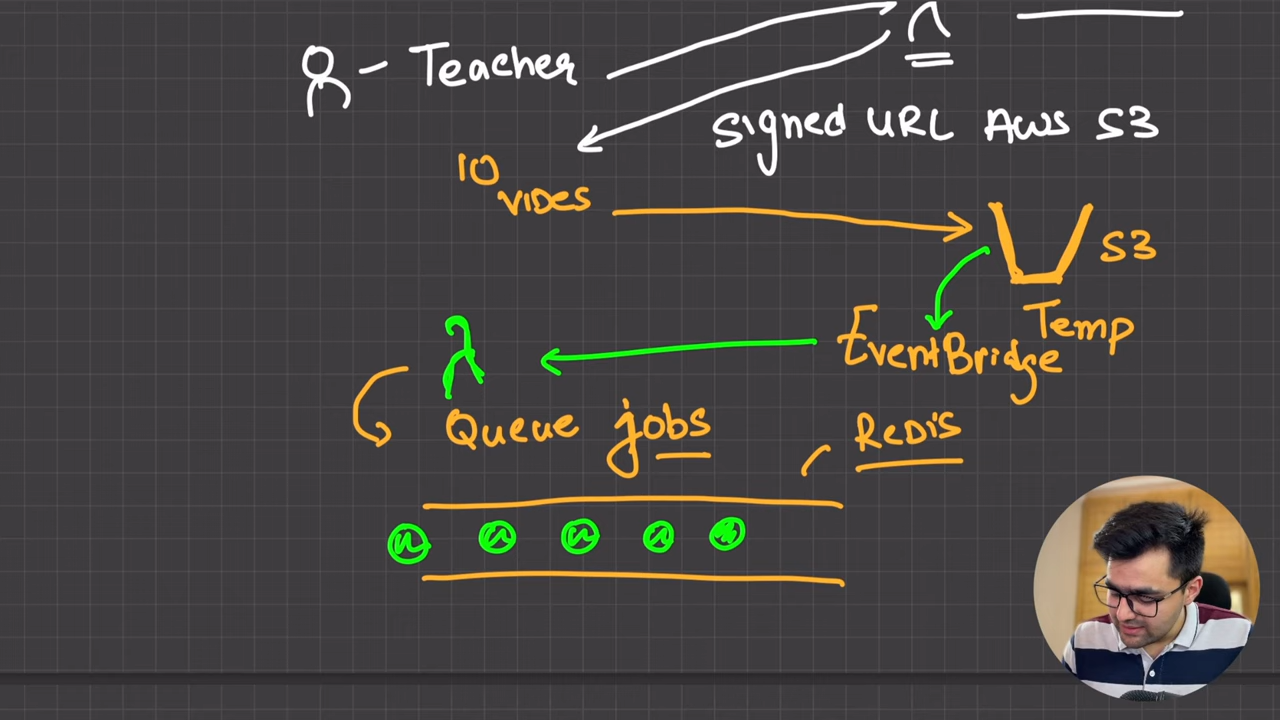 Teacher
Signed URL AWS S3
10
VIDES
S3
Temp
EventBridge
λ
Queue jobs
REDIS